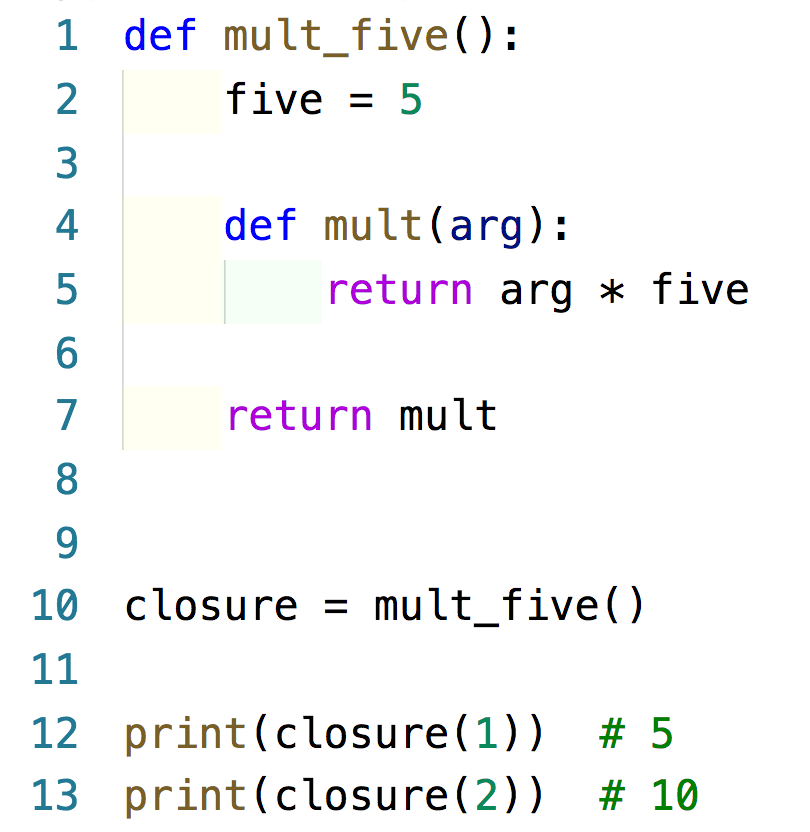 1 def mult_five():
2     five = 5
3
4     def mult(arg):
5         return arg * five
6
7     return mult
8
9
10 closure = mult_five()
11
12 print(closure(1))  # 5
13 print(closure(2))  # 10